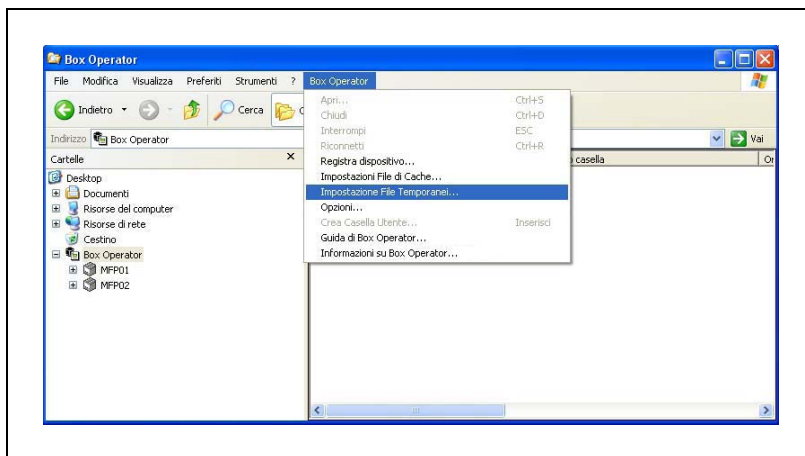 Box Operator
File Modifica Visualizza Preferiti Strumenti ? Box Operator
Indietro Cerca
Indirizzo Box Operator Vai
Cartelle
Desktop
Documenti
Risorse del computer
Risorse di rete
Cestino
Box Operator
MFP01
MFP02
Apri... Ctrl+S
Chiudi Ctrl+D
Interrompi ESC
Riconnetti Ctrl+R
Registra dispositivo...
Impostazioni File di Cache...
Impostazione File Temporanei...
Opzioni...
Crea Casella Utente... Inserisci
Guida di Box Operator...
Informazioni su Box Operator...
casella